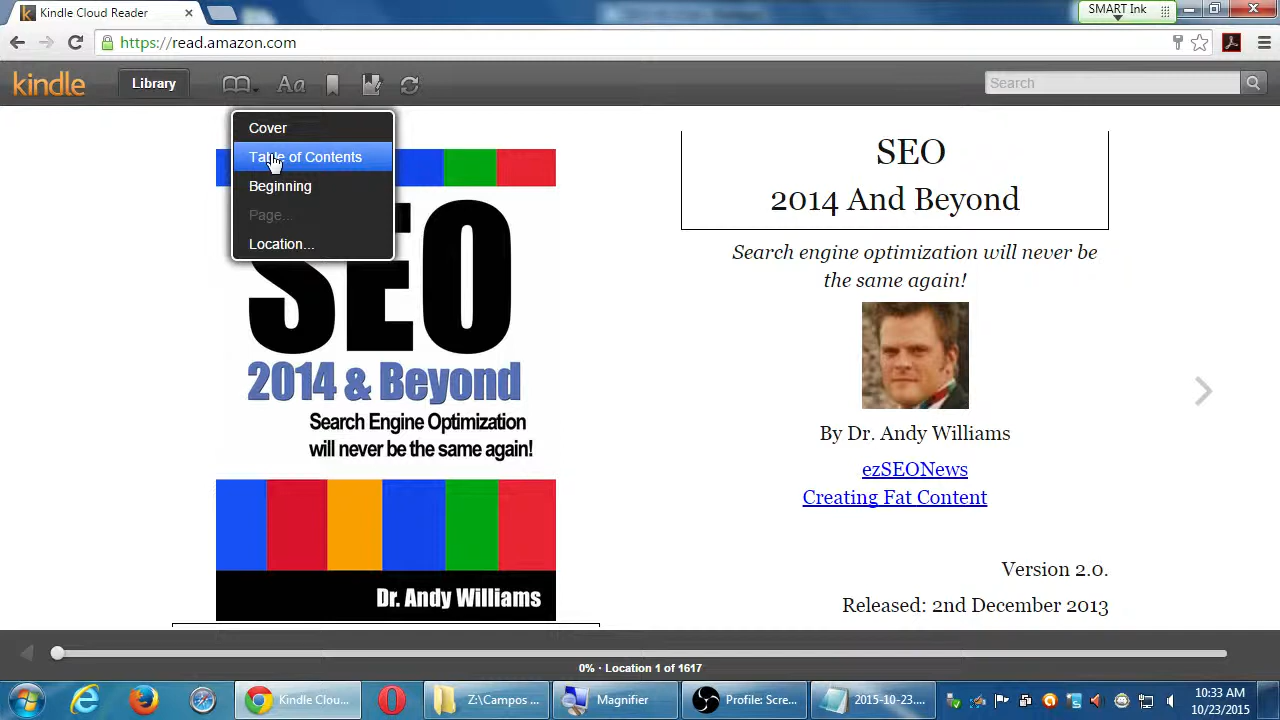 Kindle Cloud Reader
SMART Ink
https://read.amazon.com
kindle
Library
Aa
Search
Cover
Table of Contents
Beginning
Page...
Location...
SEO
2014 & Beyond
Search Engine Optimization
will never be the same again!
Dr. Andy Williams
SEO
2014 And Beyond
Search engine optimization will never be
the same again!
By Dr. Andy Williams
ezSEONews
Creating Fat Content
Version 2.0.
Released: 2nd December 2013
0% · Location 1 of 1617
Kindle Clou...
Z:\Campos ...
Magnifier
Profile: Scre...
2015-10-23....
10:33 AM
10/23/2015